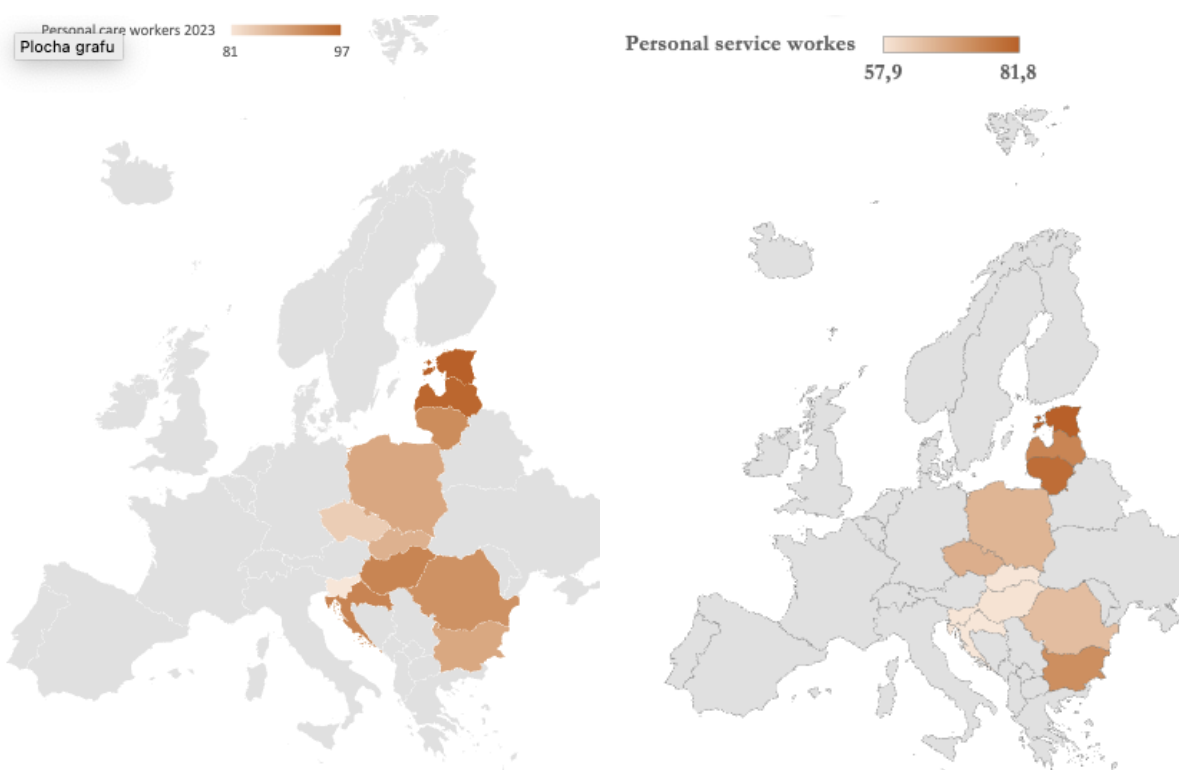 Personal care workers 2023
Plocha grafu
81 97
Personal service workes
57,9 81,8